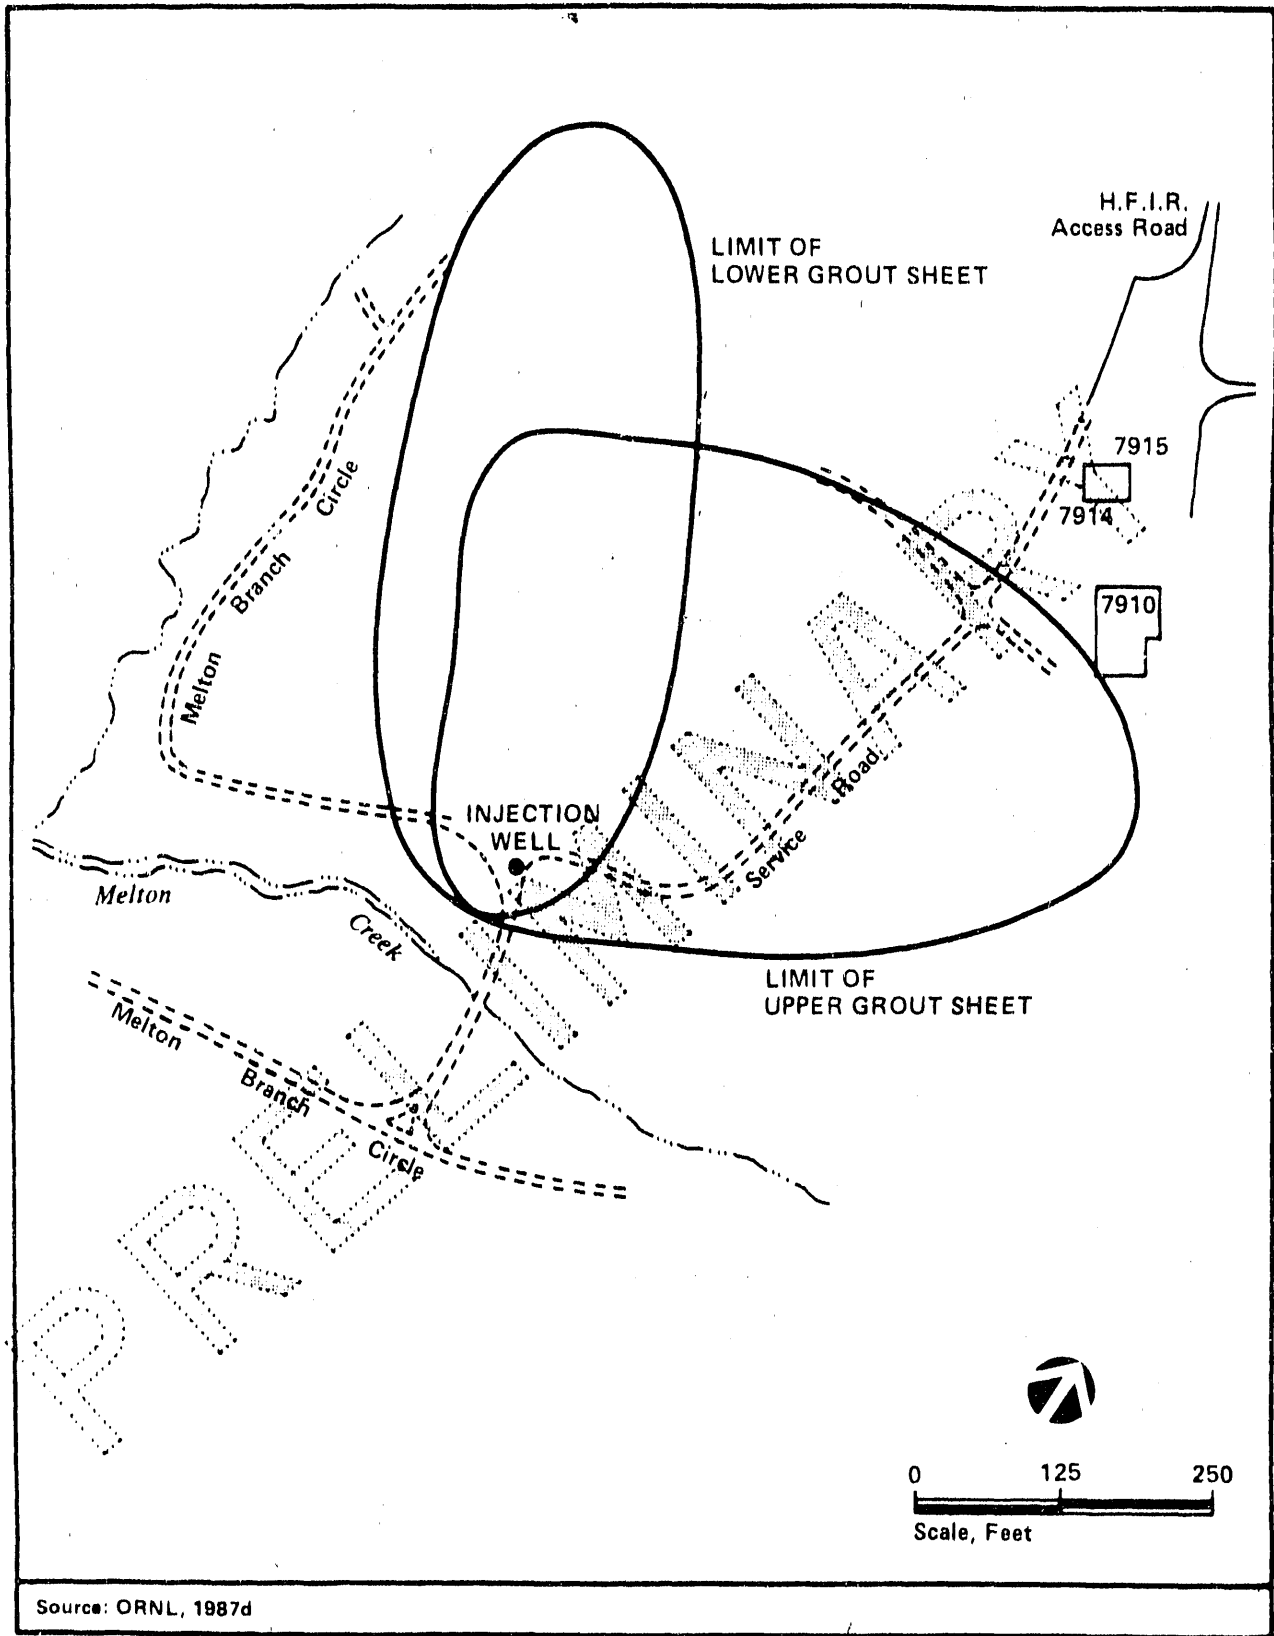 H.F.I.R.
Access Road
LIMIT OF
LOWER GROUT SHEET
7915
7914
7910
Circle
Branch
Melton
INJECTION
WELL
Service
Road
Melton
Creek
LIMIT OF
UPPER GROUT SHEET
Melton
Branch
Circle
PRELIMINARY
0 125 250
Scale, Feet
Source: ORNL, 1987d